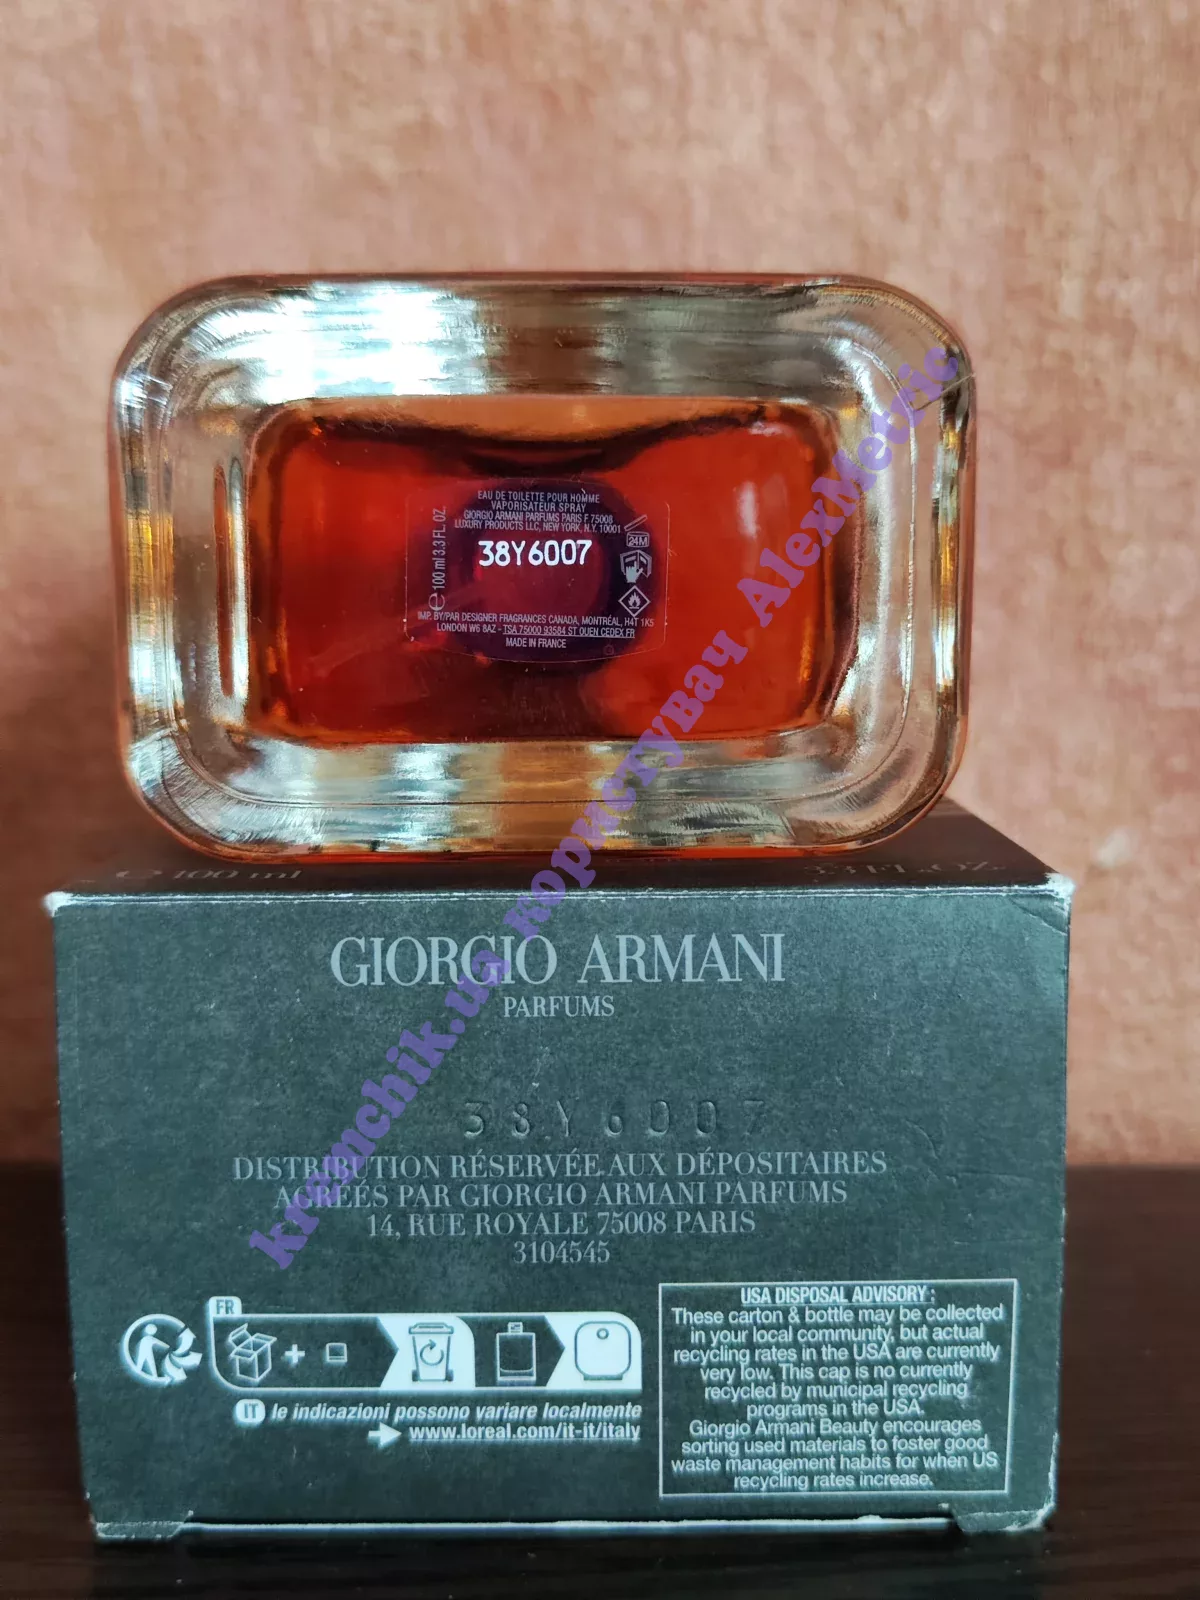 EAU DE TOILETTE POUR HOMME
VAPORISATEUR SPRAY
GIORGIO ARMANI PARFUMS PARIS F 75008
LUXURY PRODUCTS LLC, NEW YORK, N.Y. 10001
38Y6007
24M
℮ 100 ml 3.3 FL. OZ.
IMP. BY/PAR DESIGNER FRAGRANCES CANADA, MONTRÉAL, H4T 1K5
LONDON W6 8AZ - TSA 75000 93584 ST OUEN CEDEX FR
MADE IN FRANCE
℮ 100 ml
3.3 FL. OZ.
GIORGIO ARMANI
PARFUMS
38Y6007
DISTRIBUTION RÉSERVÉE AUX DÉPOSITAIRES
AGRÉÉS PAR GIORGIO ARMANI PARFUMS
14, RUE ROYALE 75008 PARIS
3104545
FR
+
IT le indicazioni possono variare localmente
www.loreal.com/it-it/italy
USA DISPOSAL ADVISORY :
These carton & bottle may be collected
in your local community, but actual
recycling rates in the USA are currently
very low. This cap is no currently
recycled by municipal recycling
programs in the USA.
Giorgio Armani Beauty encourages
sorting used materials to foster good
waste management habits for when US
recycling rates increase.
kremchik.ua користувач AlexMetric